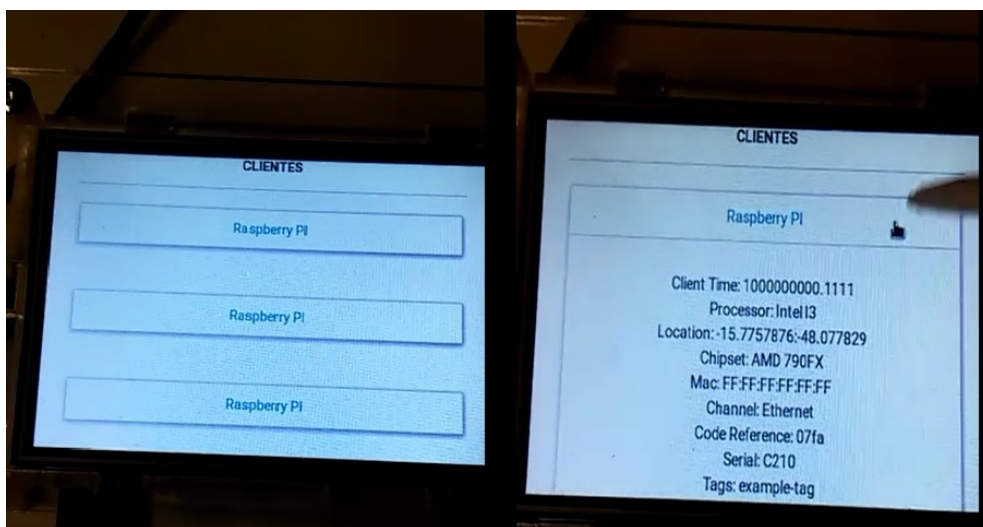 CLIENTES
Raspberry PI
Raspberry PI
Raspberry PI
CLIENTES
Raspberry PI
Client Time: 1000000000.1111
Processor: Intel I3
Location: -15.7757876:-48.077829
Chipset: AMD 790FX
Mac: FF:FF:FF:FF:FF:FF
Channel: Ethernet
Code Reference: 07fa
Serial: C210
Tags: example-tag